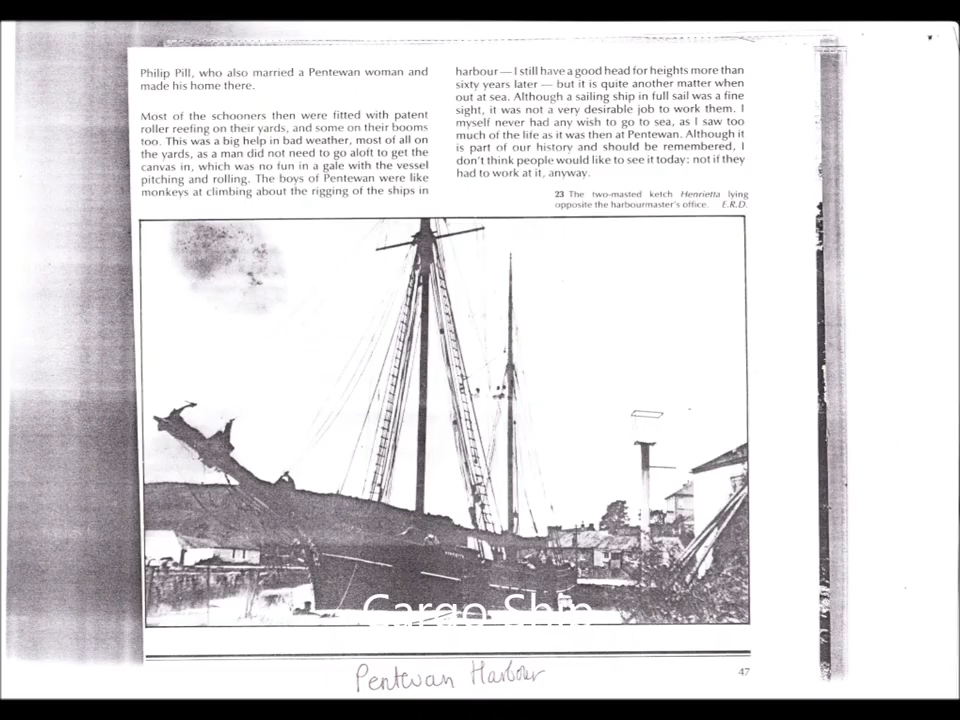 Philip Pill, who also married a Pentewan woman and
made his home there.
Most of the schooners then were fitted with patent
roller reefing on their yards, and some on their booms
too. This was a big help in bad weather, most of all on
the yards, as a man did not need to go aloft to get the
canvas in, which was no fun in a gale with the vessel
pitching and rolling. The boys of Pentewan were like
monkeys at climbing about the rigging of the ships in
harbour — I still have a good head for heights more than
sixty years later — but it is quite another matter when
out at sea. Although a sailing ship in full sail was a fine
sight, it was not a very desirable job to work them. I
myself never had any wish to go to sea, as I saw too
much of the life as it was then at Pentewan. Although it
is part of our history and should be remembered, I
don't think people would like to see it today: not if they
had to work at it, anyway.
23 The two-masted ketch Henrietta lying
opposite the harbourmaster's office. E.R.D.
Cargo Ship
Pentewan Harbour
47